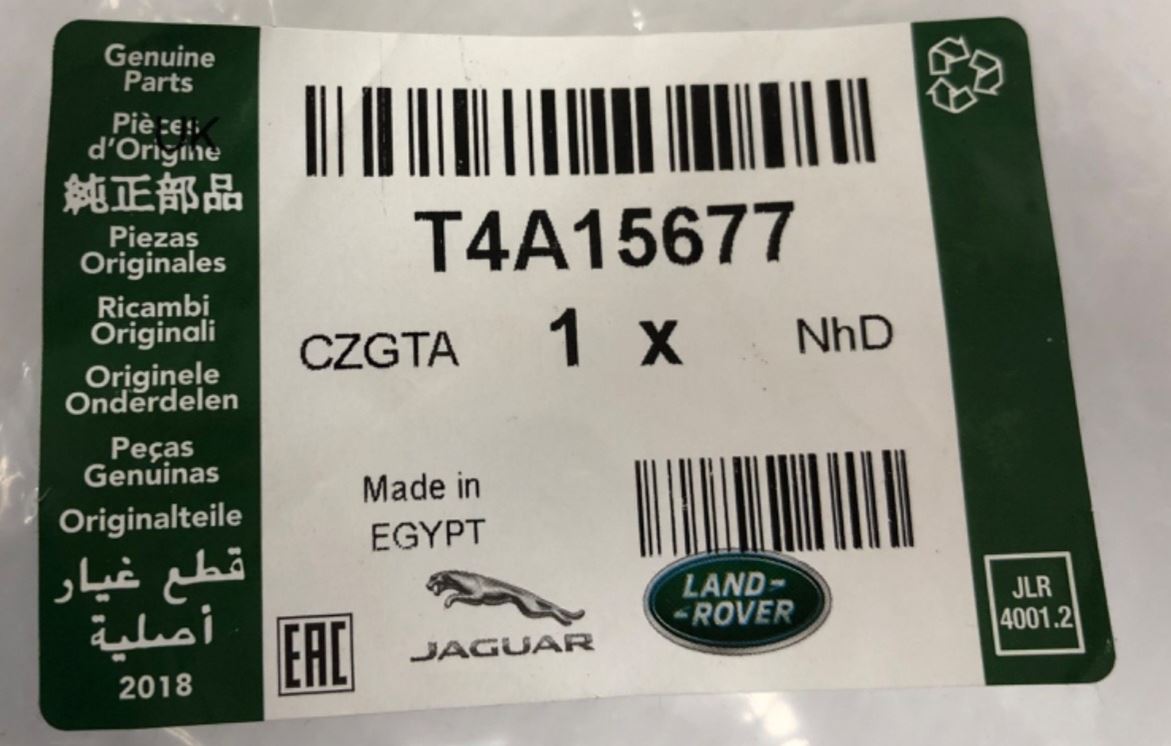 Genuine
Parts
Pièces
d'Origine
UK
純正部品
Piezas
Originales
Ricambi
Originali
Originele
Onderdelen
Peças
Genuinas
Originalteile
قطع غيار
أصلية
2018
T4A15677
CZGTA 1 x NhD
Made in
EGYPT
EAC
JAGUAR
LAND-
-ROVER
JLR
4001.2